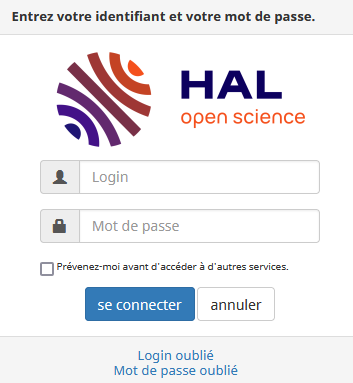 Entrez votre identifiant et votre mot de passe.
HAL
open science
Login
Mot de passe
Prévenez-moi avant d'accéder à d'autres services.
se connecter annuler
Login oublié
Mot de passe oublié